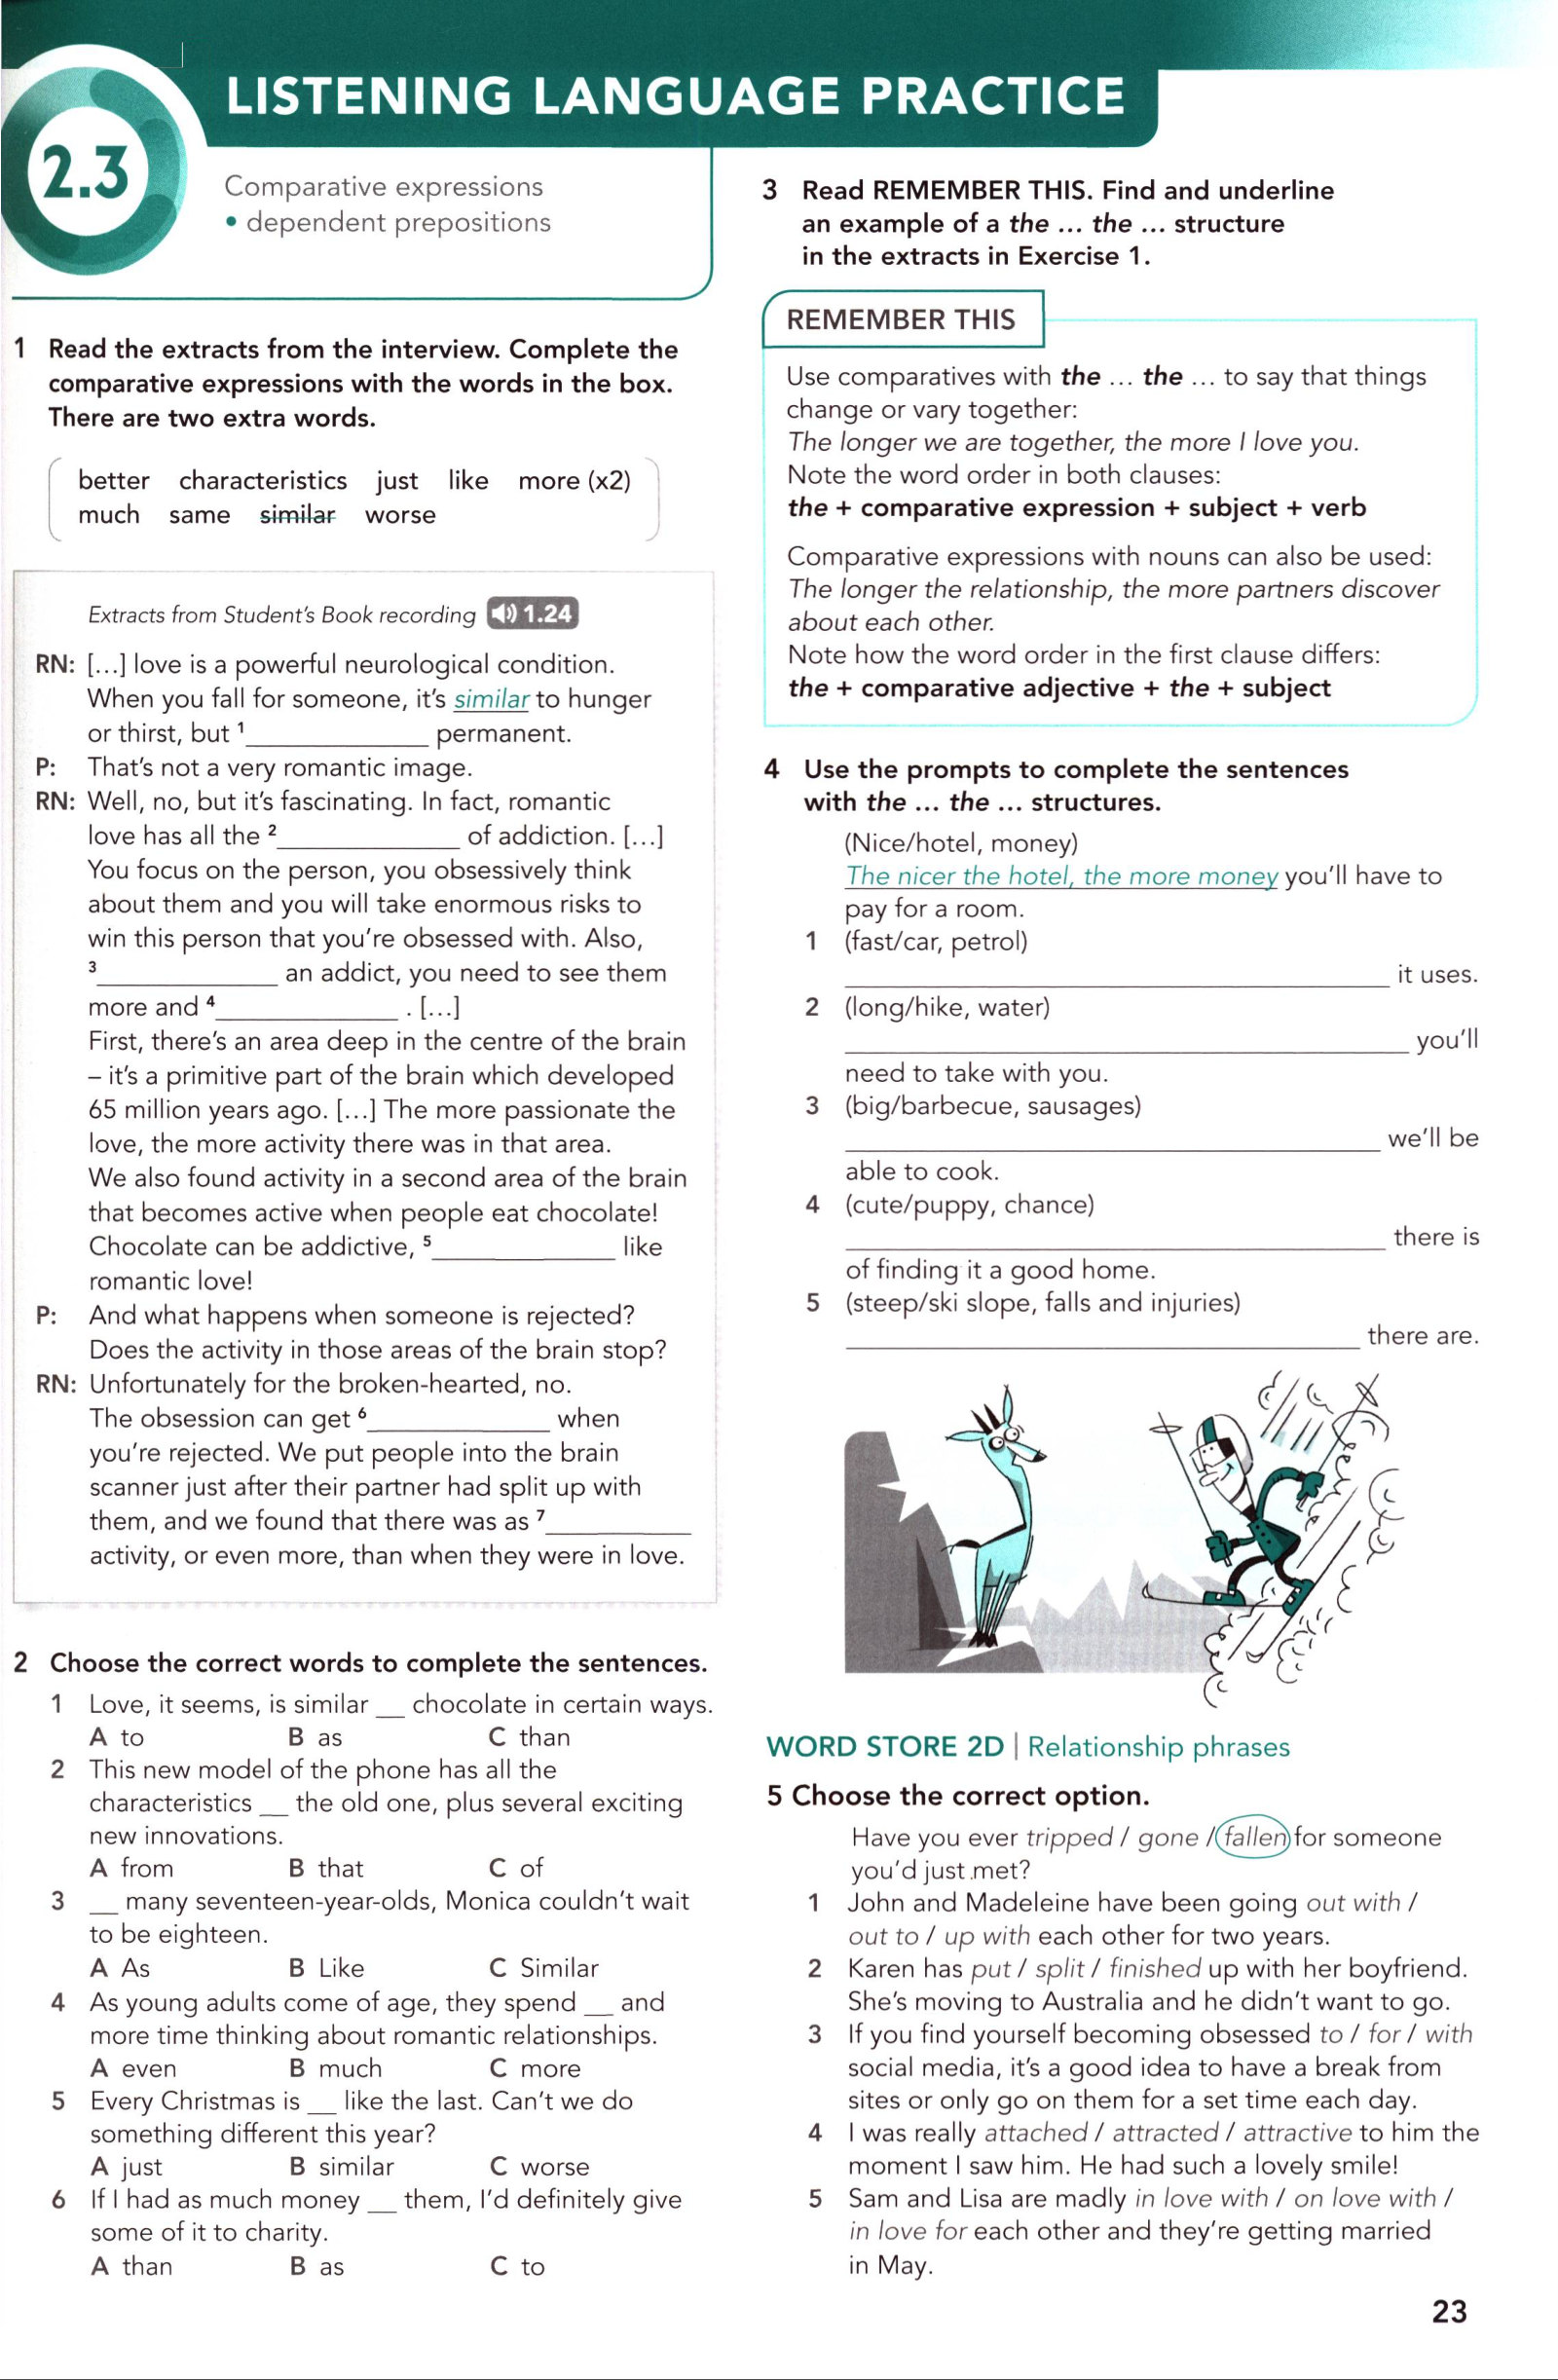 LISTENING LANGUAGE PRACTICE
2.3
Comparative expressions
• dependent prepositions
1 Read the extracts from the interview. Complete the
comparative expressions with the words in the box.
There are two extra words.
better characteristics just like more (x2)
much same similar worse
Extracts from Student's Book recording 1.24
RN: [...] love is a powerful neurological condition.
When you fall for someone, it's similar to hunger
or thirst, but 1____________ permanent.
P: That's not a very romantic image.
RN: Well, no, but it's fascinating. In fact, romantic
love has all the 2____________ of addiction. [...]
You focus on the person, you obsessively think
about them and you will take enormous risks to
win this person that you're obsessed with. Also,
3____________ an addict, you need to see them
more and 4____________ . [...]
First, there's an area deep in the centre of the brain
– it's a primitive part of the brain which developed
65 million years ago. [...] The more passionate the
love, the more activity there was in that area.
We also found activity in a second area of the brain
that becomes active when people eat chocolate!
Chocolate can be addictive, 5____________ like
romantic love!
P: And what happens when someone is rejected?
Does the activity in those areas of the brain stop?
RN: Unfortunately for the broken-hearted, no.
The obsession can get 6____________ when
you're rejected. We put people into the brain
scanner just after their partner had split up with
them, and we found that there was as 7__________
activity, or even more, than when they were in love.
2 Choose the correct words to complete the sentences.
1 Love, it seems, is similar __ chocolate in certain ways.
A to B as C than
2 This new model of the phone has all the
characteristics __ the old one, plus several exciting
new innovations.
A from B that C of
3 __ many seventeen-year-olds, Monica couldn't wait
to be eighteen.
A As B Like C Similar
4 As young adults come of age, they spend __ and
more time thinking about romantic relationships.
A even B much C more
5 Every Christmas is __ like the last. Can't we do
something different this year?
A just B similar C worse
6 If I had as much money __ them, I'd definitely give
some of it to charity.
A than B as C to
3 Read REMEMBER THIS. Find and underline
an example of a the ... the ... structure
in the extracts in Exercise 1.
REMEMBER THIS
Use comparatives with the ... the ... to say that things
change or vary together:
The longer we are together, the more I love you.
Note the word order in both clauses:
the + comparative expression + subject + verb
Comparative expressions with nouns can also be used:
The longer the relationship, the more partners discover
about each other.
Note how the word order in the first clause differs:
the + comparative adjective + the + subject
4 Use the prompts to complete the sentences
with the ... the ... structures.
(Nice/hotel, money)
The nicer the hotel, the more money you'll have to
pay for a room.
1 (fast/car, petrol)
____________ it uses.
2 (long/hike, water)
____________ you'll
need to take with you.
3 (big/barbecue, sausages)
____________ we'll be
able to cook.
4 (cute/puppy, chance)
____________ there is
of finding it a good home.
5 (steep/ski slope, falls and injuries)
____________ there are.
WORD STORE 2D | Relationship phrases
5 Choose the correct option.
Have you ever tripped / gone / fallen for someone
you'd just met?
1 John and Madeleine have been going out with /
out to / up with each other for two years.
2 Karen has put / split / finished up with her boyfriend.
She's moving to Australia and he didn't want to go.
3 If you find yourself becoming obsessed to / for / with
social media, it's a good idea to have a break from
sites or only go on them for a set time each day.
4 I was really attached / attracted / attractive to him the
moment I saw him. He had such a lovely smile!
5 Sam and Lisa are madly in love with / on love with /
in love for each other and they're getting married
in May.
23